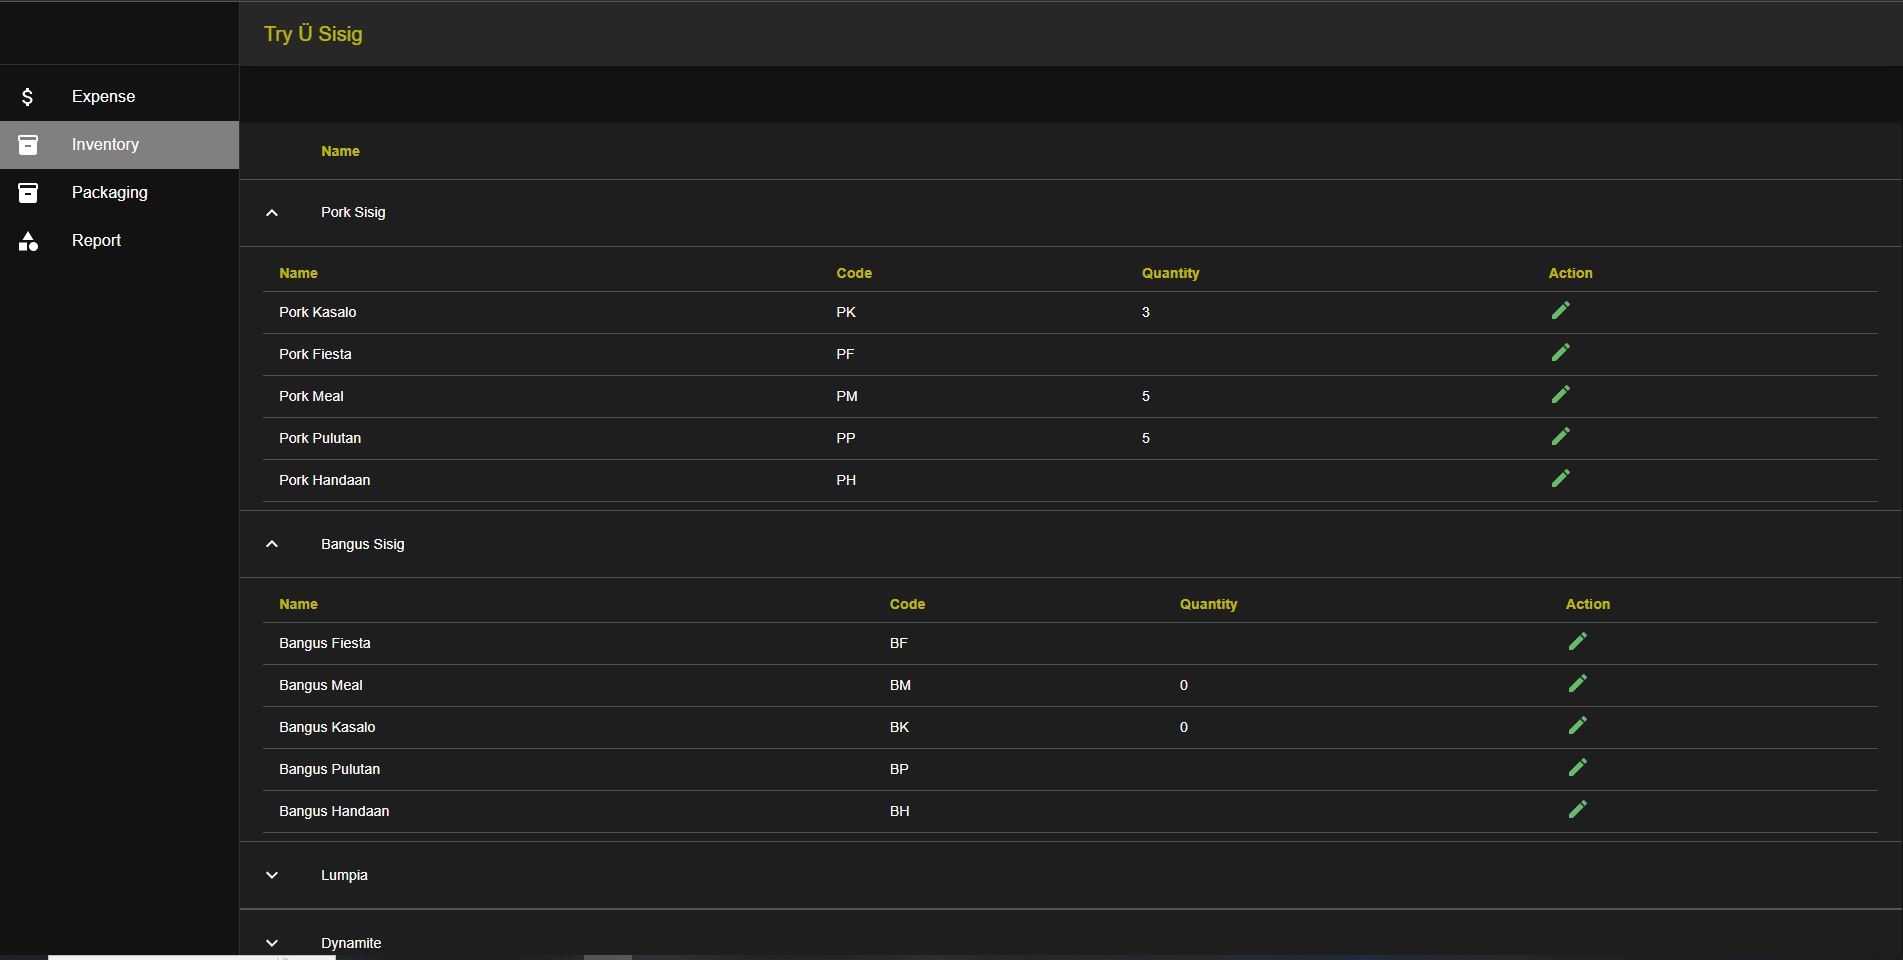 Try Ü Sisig
Expense
Inventory
Packaging
Report
Name
Pork Sisig
Name Code Quantity Action
Pork Kasalo PK 3
Pork Fiesta PF
Pork Meal PM 5
Pork Pulutan PP 5
Pork Handaan PH
Bangus Sisig
Name Code Quantity Action
Bangus Fiesta BF
Bangus Meal BM 0
Bangus Kasalo BK 0
Bangus Pulutan BP
Bangus Handaan BH
Lumpia
Dynamite